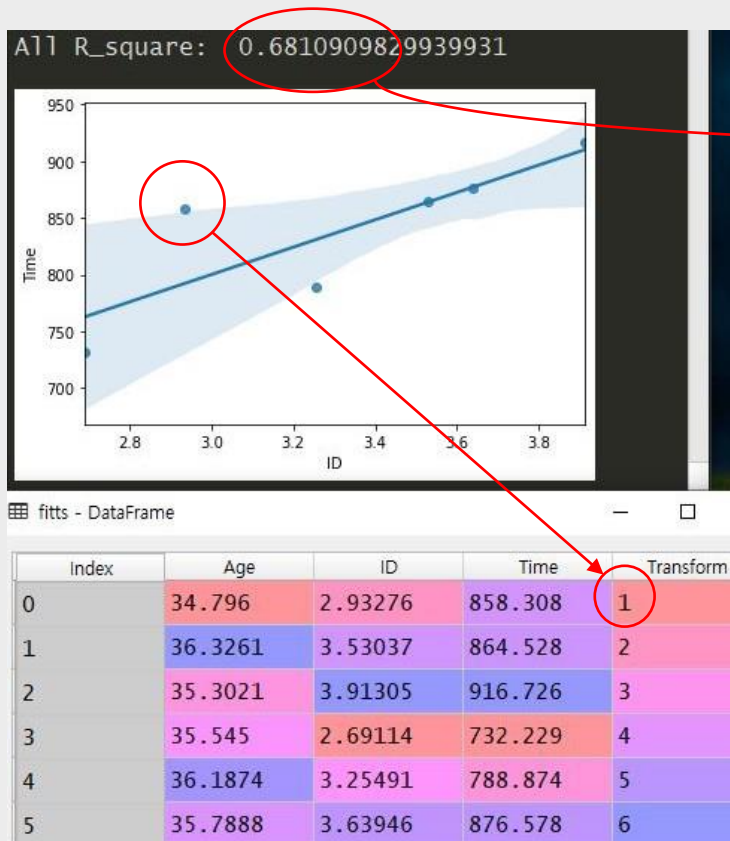 All R_square: 0.6810909829939931
950
900
850
800
750
700
Time
2.8 3.0 3.2 3.4 3.6 3.8
ID
fitts - DataFrame
Index Age ID Time Transform
0 34.796 2.93276 858.308 1
1 36.3261 3.53037 864.528 2
2 35.3021 3.91305 916.726 3
3 35.545 2.69114 732.229 4
4 36.1874 3.25491 788.874 5
5 35.7888 3.63946 876.578 6